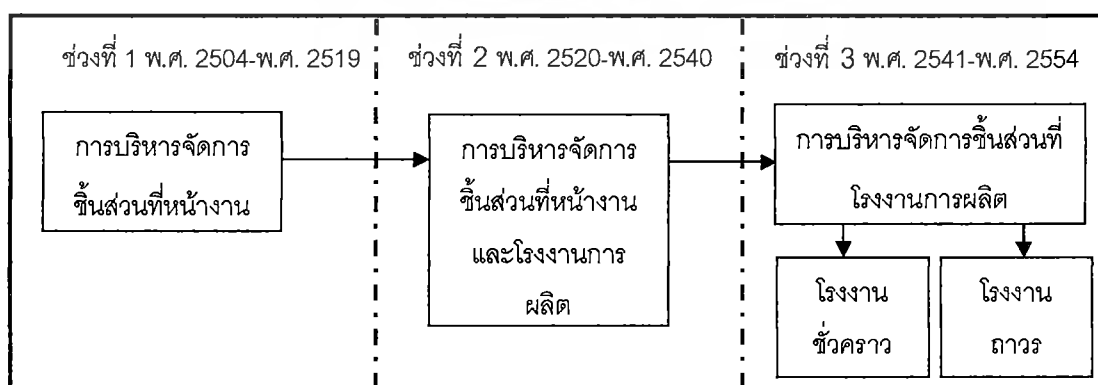 ช่วงที่ 1 พ.ศ. 2504-พ.ศ. 2519
การบริหารจัดการ
ชิ้นส่วนที่หน้างาน
ช่วงที่ 2 พ.ศ. 2520-พ.ศ. 2540
การบริหารจัดการ
ชิ้นส่วนที่หน้างาน
และโรงงานการ
ผลิต
ช่วงที่ 3 พ.ศ. 2541-พ.ศ. 2554
การบริหารจัดการชิ้นส่วนที่
โรงงานการผลิต
โรงงาน
ชั่วคราว
โรงงาน
ถาวร